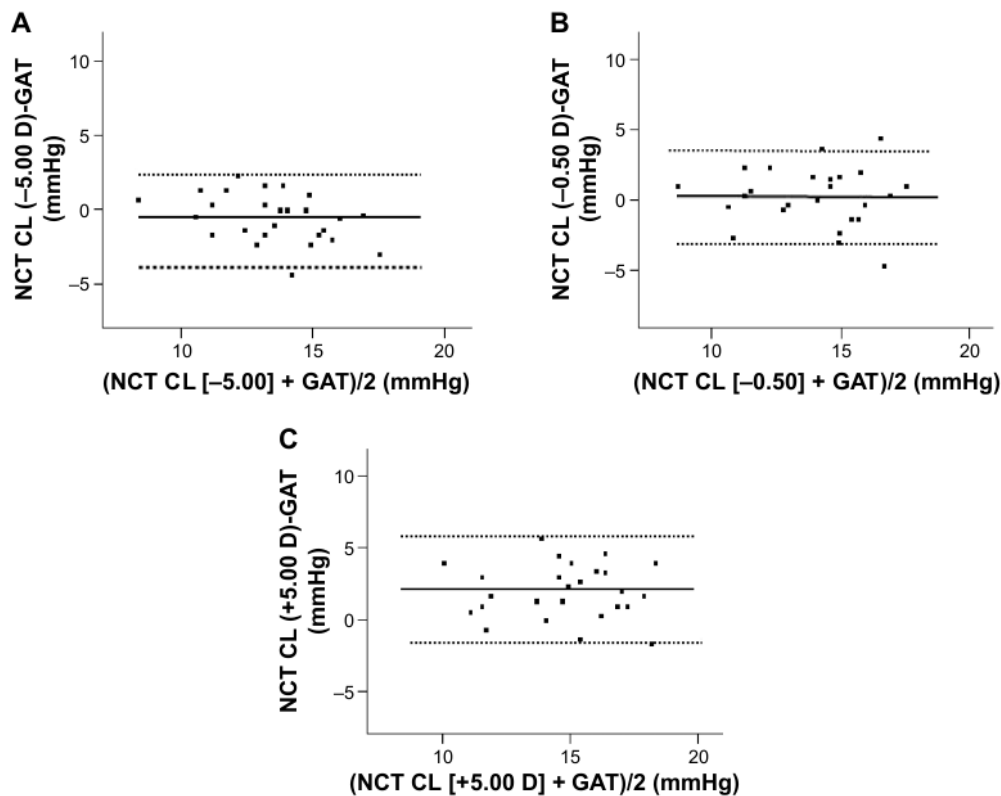 A
NCT CL (–5.00 D)-GAT
(mmHg)
10
5
0
–5
10
15
20
(NCT CL [–5.00] + GAT)/2 (mmHg)
B
NCT CL (–0.50 D)-GAT
(mmHg)
10
5
0
–5
10
15
20
(NCT CL [–0.50] + GAT)/2 (mmHg)
C
NCT CL (+5.00 D)-GAT
(mmHg)
10
5
0
–5
10
15
20
(NCT CL [+5.00 D] + GAT)/2 (mmHg)